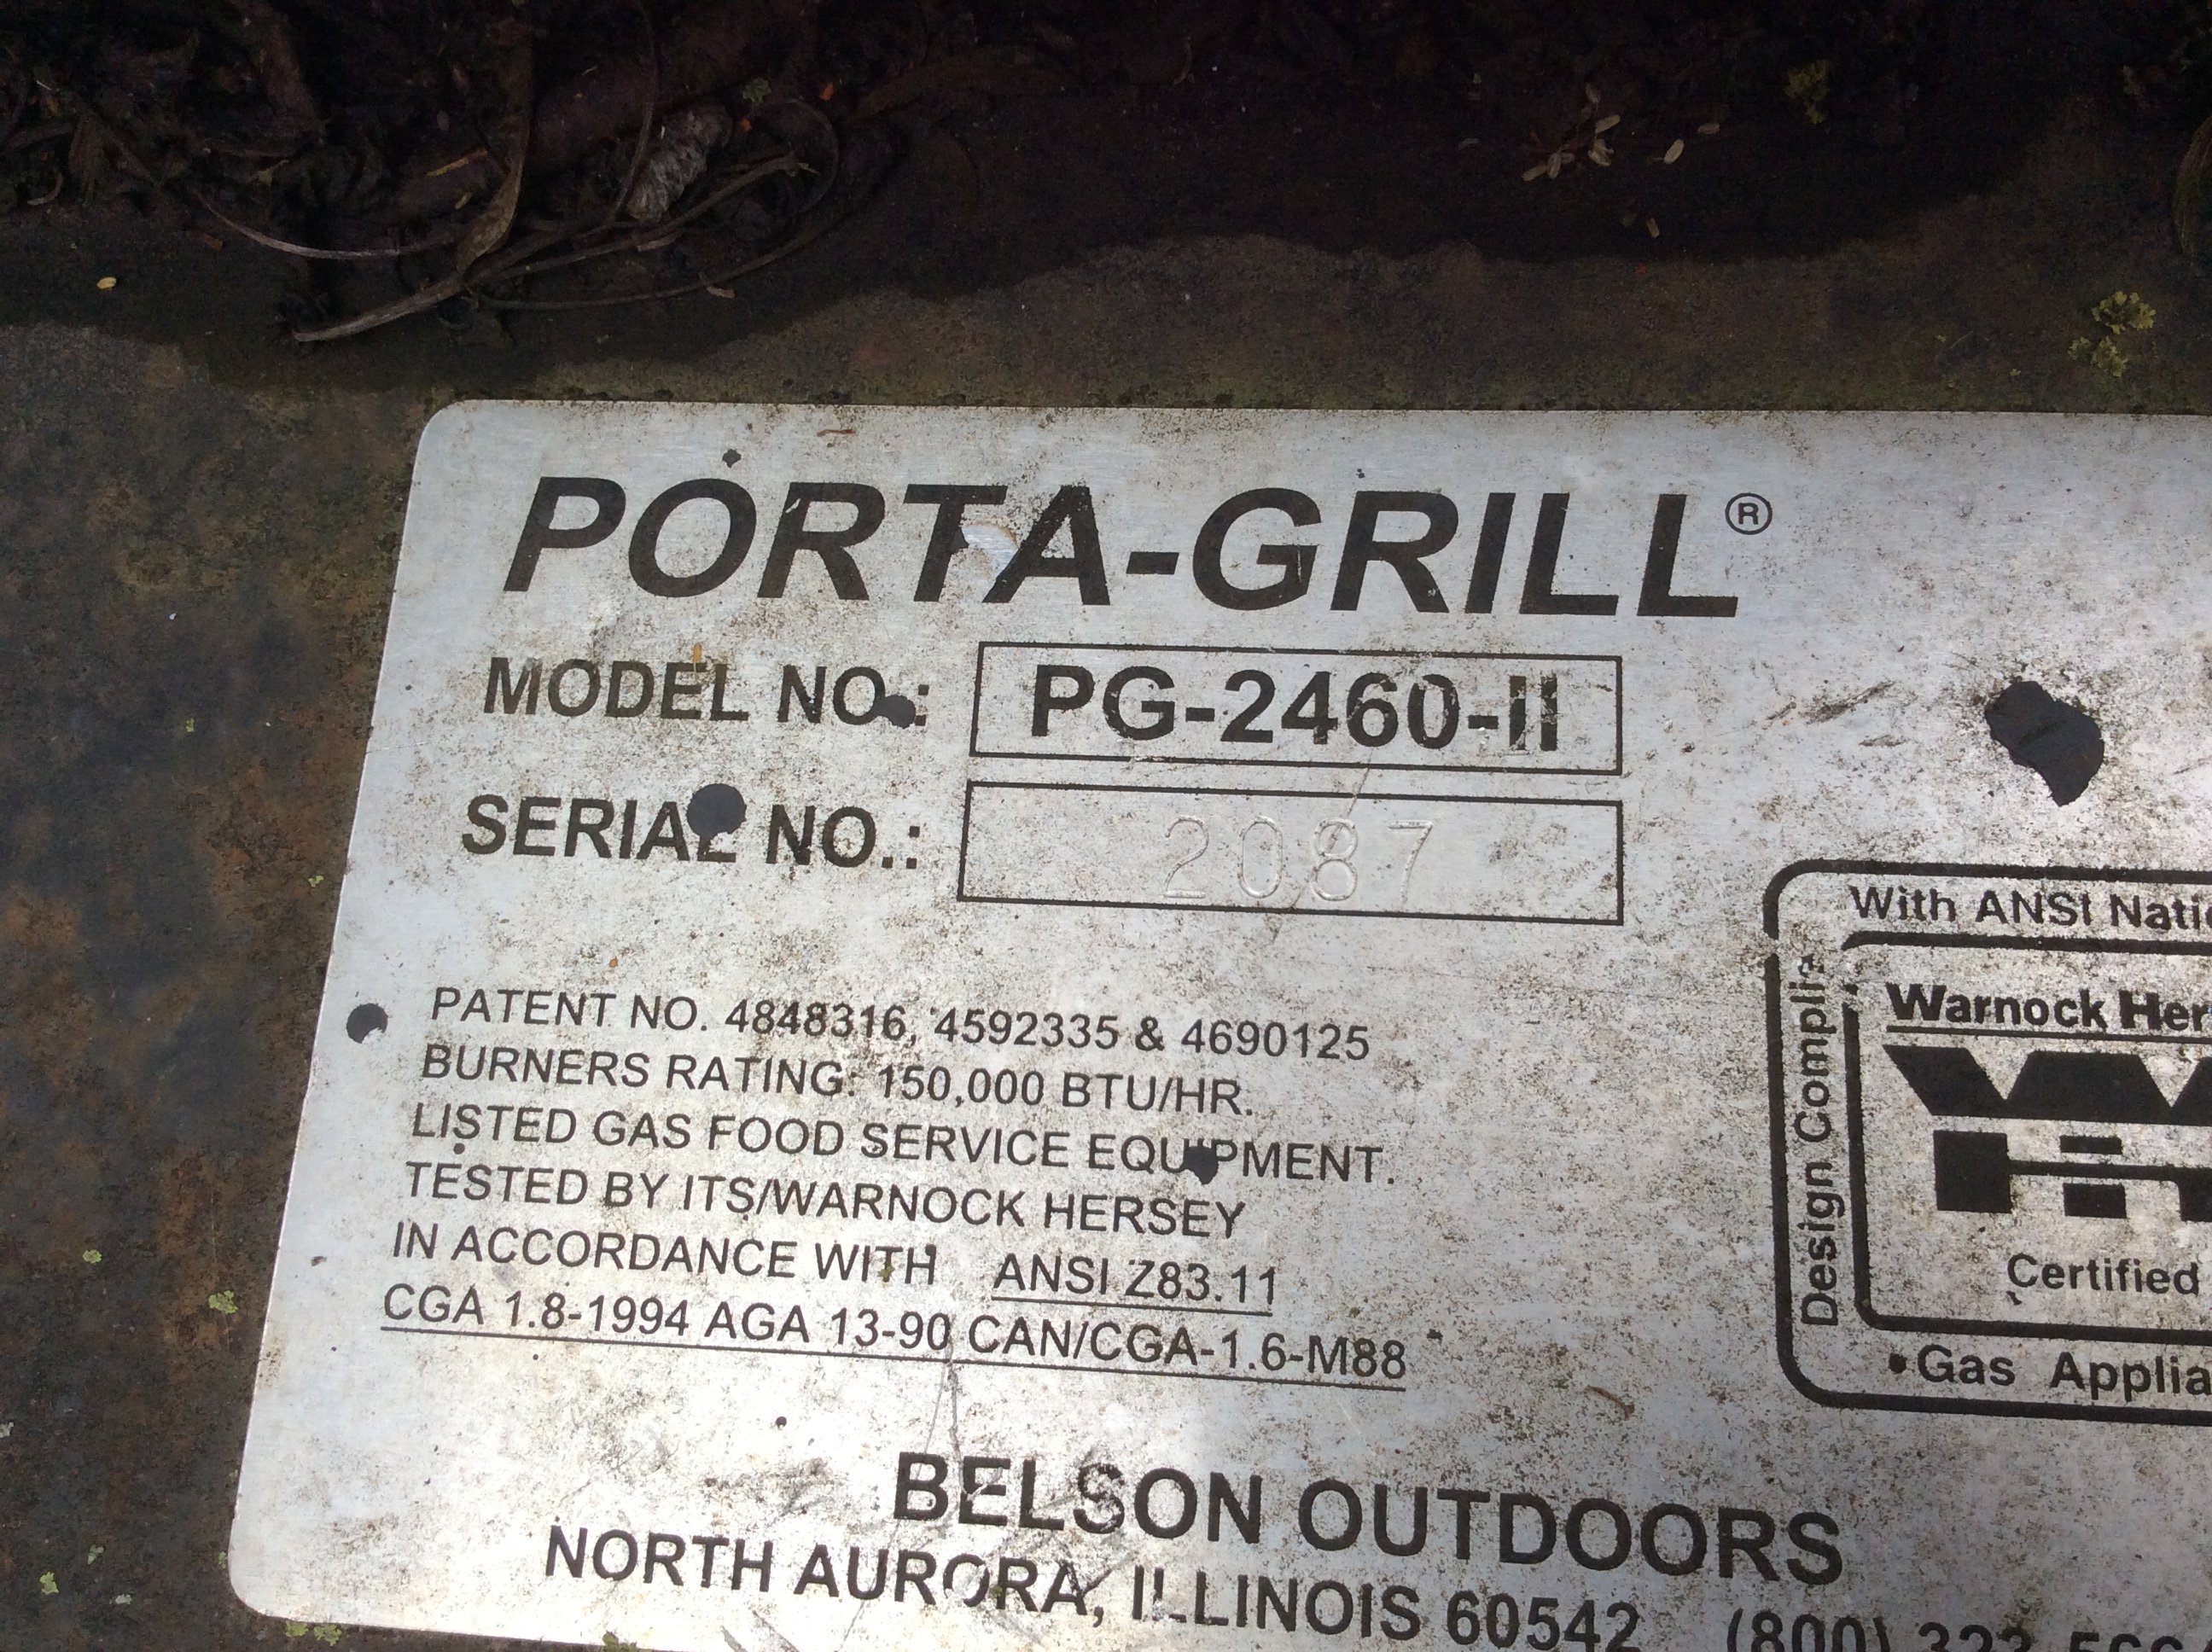 PORTA-GRILL®
MODEL NO.: PG-2460-II
SERIAL NO.: 2087
PATENT NO. 4848316, 4592335 & 4690125
BURNERS RATING: 150,000 BTU/HR.
LISTED GAS FOOD SERVICE EQUIPMENT.
TESTED BY ITS/WARNOCK HERSEY
IN ACCORDANCE WITH ANSI Z83.11
CGA 1.8-1994 AGA 13-90 CAN/CGA-1.6-M88
BELSON OUTDOORS
NORTH AURORA, ILLINOIS 60542 (800) 323-
With ANSI
Design
Warnock
Certified
Gas